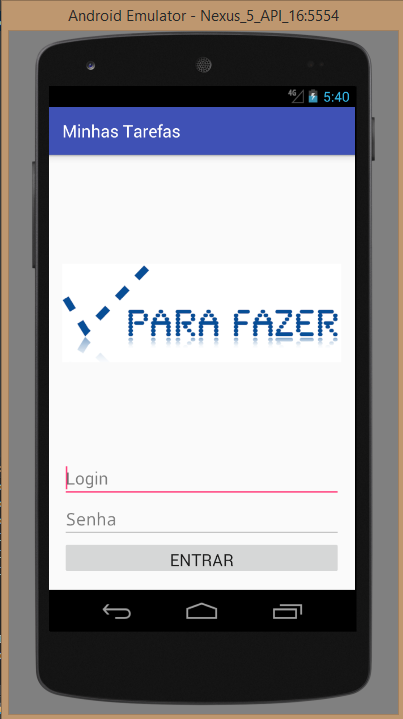 Android Emulator - Nexus_5_API_16:5554
4G 5:40
Minhas Tarefas
PARA FAZER
Login
Senha
ENTRAR